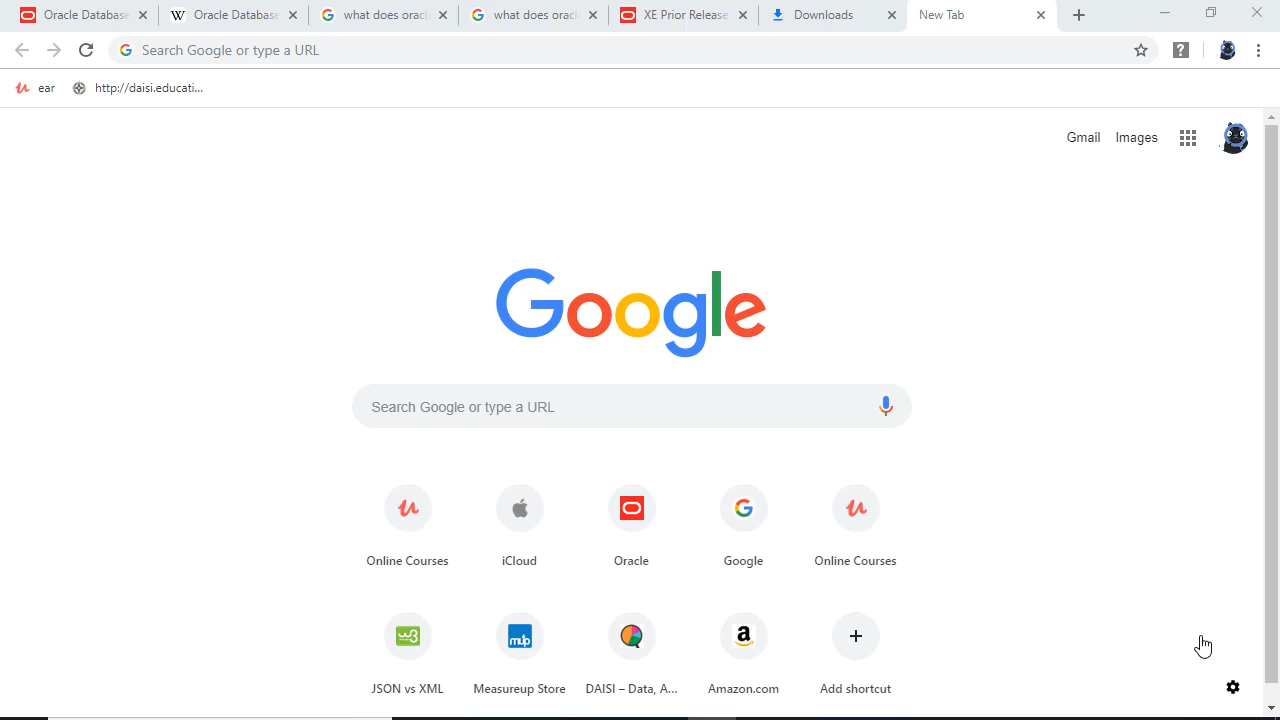 Oracle Database
Oracle Database
what does oracl
what does oracl
XE Prior Release
Downloads
New Tab
Search Google or type a URL
ear
http://daisi.educati...
Gmail
Images
Google
Search Google or type a URL
Online Courses
iCloud
Oracle
Google
Online Courses
JSON vs XML
Measureup Store
DAISI – Data, A...
Amazon.com
Add shortcut